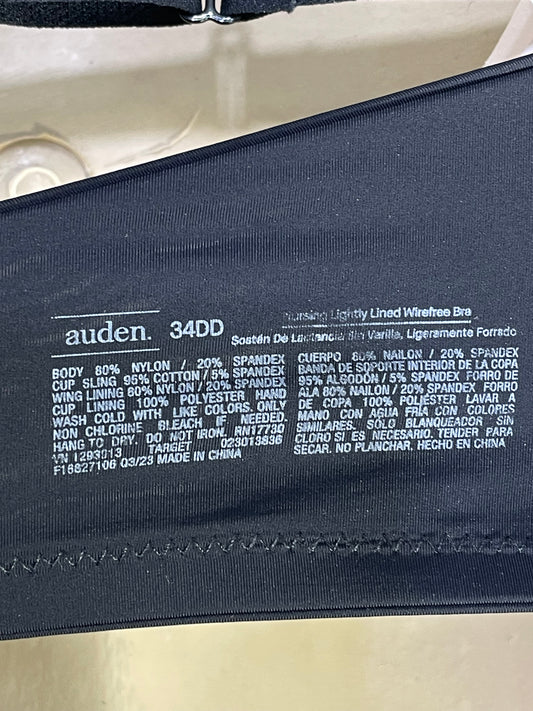 auden. 34DD
Nursing Lightly Lined Wirefree Bra
Sostén De Lactancia Sin Varilla, Ligeramente Forrado
BODY 80% NYLON / 20% SPANDEX
CUP SLING 95% COTTON / 5% SPANDEX
WING LINING 80% NYLON / 20% SPANDEX
CUP LINING 100% POLYESTER HAND
WASH COLD WITH LIKE COLORS. ONLY
NON CHLORINE BLEACH IF NEEDED.
HANG TO DRY. DO NOT IRON. RN17730
VN 1293913 TARGET 023013836
F16827106 Q3/23 MADE IN CHINA
CUERPO 80% NAILON / 20% SPANDEX
BANDA DE SOPORTE INTERIOR DE LA COPA
95% ALGODÓN / 5% SPANDEX FORRO DE
ALA 80% NAILON / 20% SPANDEX FORRO
DE COPA 100% POLIÉSTER LAVAR A
MANO CON AGUA FRÍA CON COLORES
SIMILARES. SÓLO BLANQUEADOR SIN
CLORO SI ES NECESARIO. TENDER PARA
SECAR. NO PLANCHAR. HECHO EN CHINA